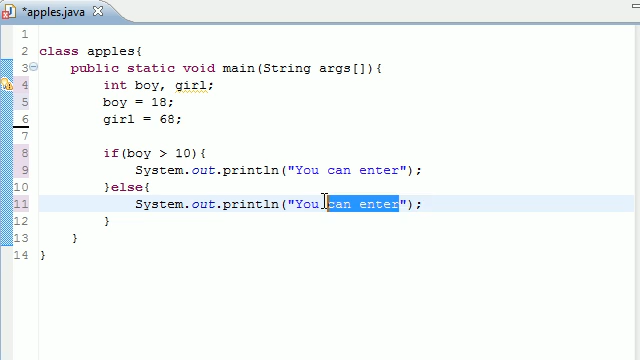 *apples.java
1
2 class apples{
3 public static void main(String args[]){
4 int boy, girl;
5 boy = 18;
6 girl = 68;
7
8 if(boy > 10){
9 System.out.println("You can enter");
10 }else{
11 System.out.println("You can enter");
12 }
13 }
14 }